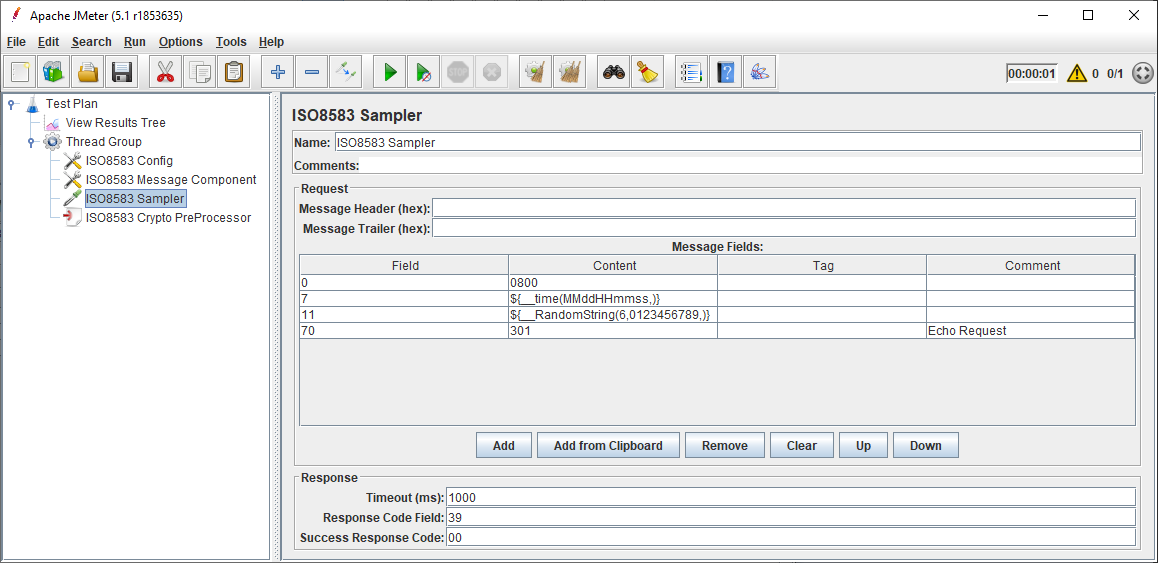 Apache JMeter (5.1 r1853635)
File Edit Search Run Options Tools Help
STOP
00:00:01 0 0/1
Test Plan
View Results Tree
Thread Group
ISO8583 Config
ISO8583 Message Component
ISO8583 Sampler
ISO8583 Crypto PreProcessor
ISO8583 Sampler
Name: ISO8583 Sampler
Comments:
Request
Message Header (hex):
Message Trailer (hex):
Message Fields:
Field Content Tag Comment
0 0800
7 ${__time(MMddHHmmss,)}
11 ${__RandomString(6,0123456789,)}
70 301 Echo Request
Add Add from Clipboard Remove Clear Up Down
Response
Timeout (ms): 1000
Response Code Field: 39
Success Response Code: 00